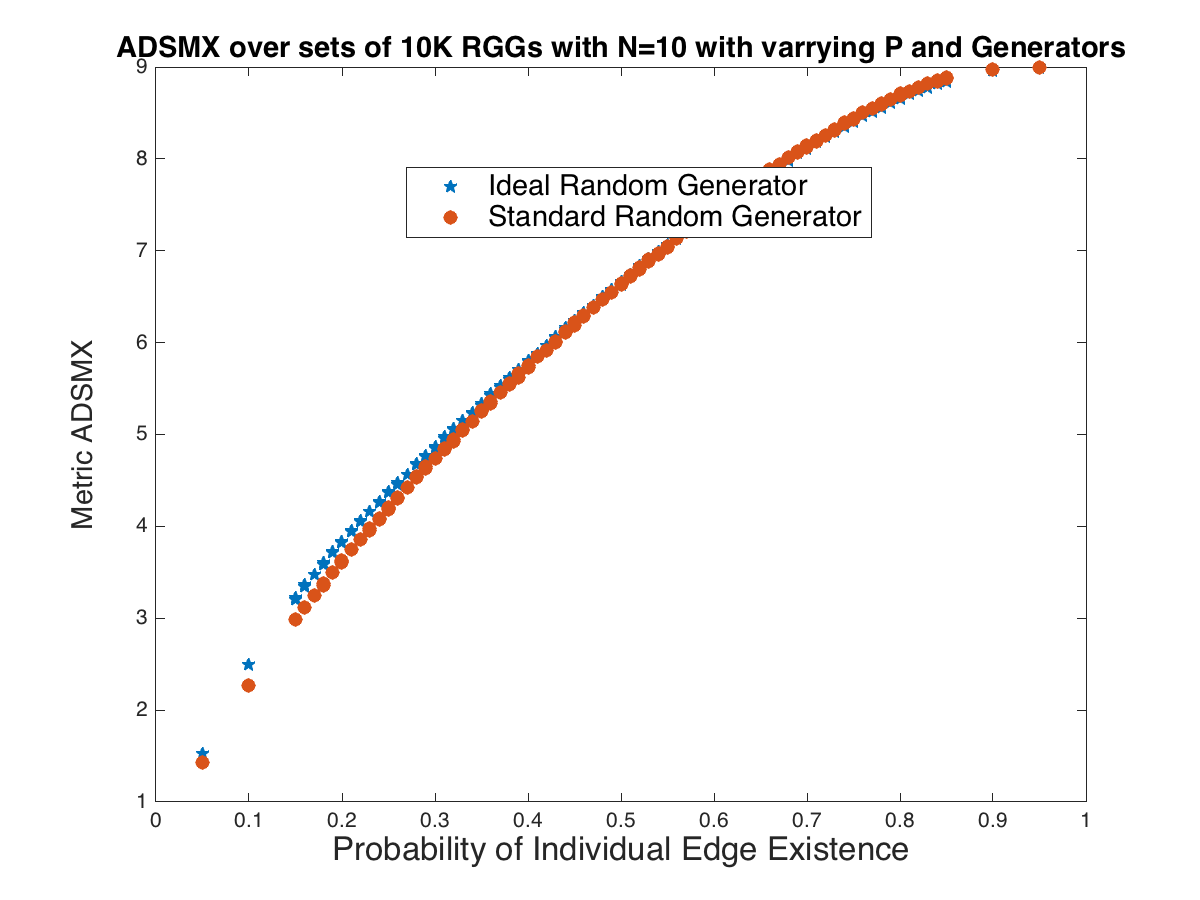 ADSMX over sets of 10K RGGs with N=10 with varrying P and Generators
9
8
7
6
5
4
3
2
1
Metric ADSMX
Ideal Random Generator
Standard Random Generator
0 0.1 0.2 0.3 0.4 0.5 0.6 0.7 0.8 0.9 1
Probability of Individual Edge Existence